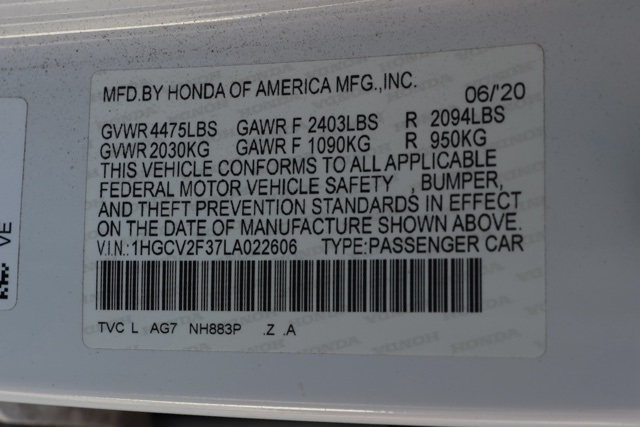 MFD.BY HONDA OF AMERICA MFG.,INC. 06/'20
GVWR 4475LBS GAWR F 2403LBS R 2094LBS
GVWR 2030KG GAWR F 1090KG R 950KG
THIS VEHICLE CONFORMS TO ALL APPLICABLE
FEDERAL MOTOR VEHICLE SAFETY , BUMPER,
AND THEFT PREVENTION STANDARDS IN EFFECT
ON THE DATE OF MANUFACTURE SHOWN ABOVE.
V.I.N.:1HGCV2F37LA022606 TYPE:PASSENGER CAR
TVC L AG7 NH883P .Z .A
VE